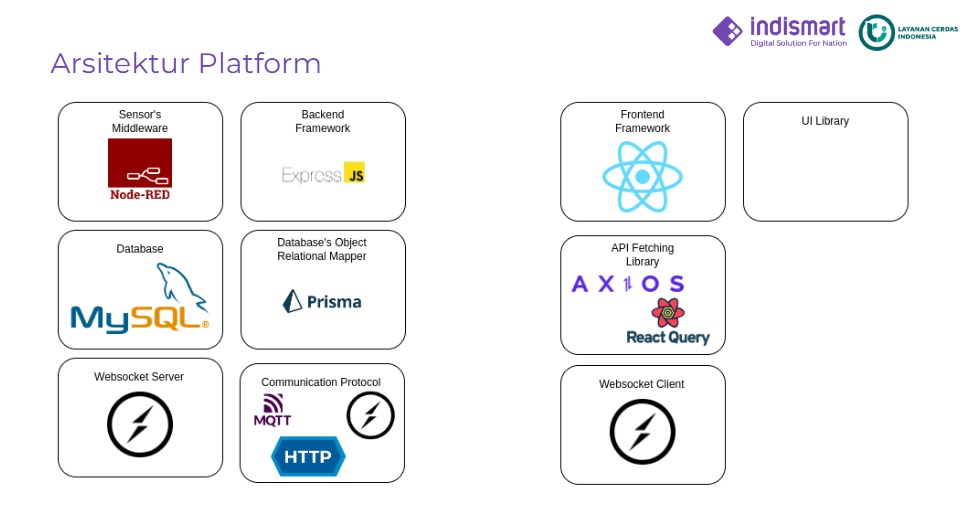 indismart
Digital Solution For Nation
LAYANAN CERDAS
INDONESIA
Arsitektur Platform
Sensor's
Middleware
Node-RED
Backend
Framework
Express JS
Frontend
Framework
UI Library
Database
MySQL®
Database's Object
Relational Mapper
Prisma
API Fetching
Library
AXIOS
React Query
Websocket Server
Communication Protocol
MQTT
HTTP
Websocket Client